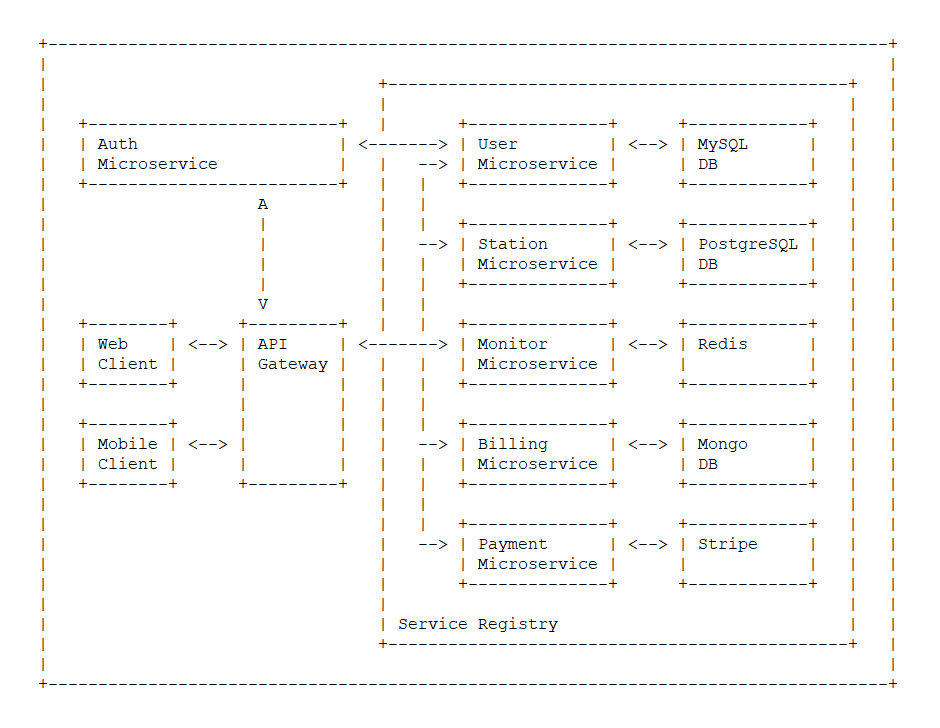 Auth
Microservice
User
Microservice
MySQL
DB
A
Station
Microservice
PostgreSQL
DB
V
Web
Client
API
Gateway
Monitor
Microservice
Redis
Mobile
Client
Billing
Microservice
Mongo
DB
Payment
Microservice
Stripe
Service Registry